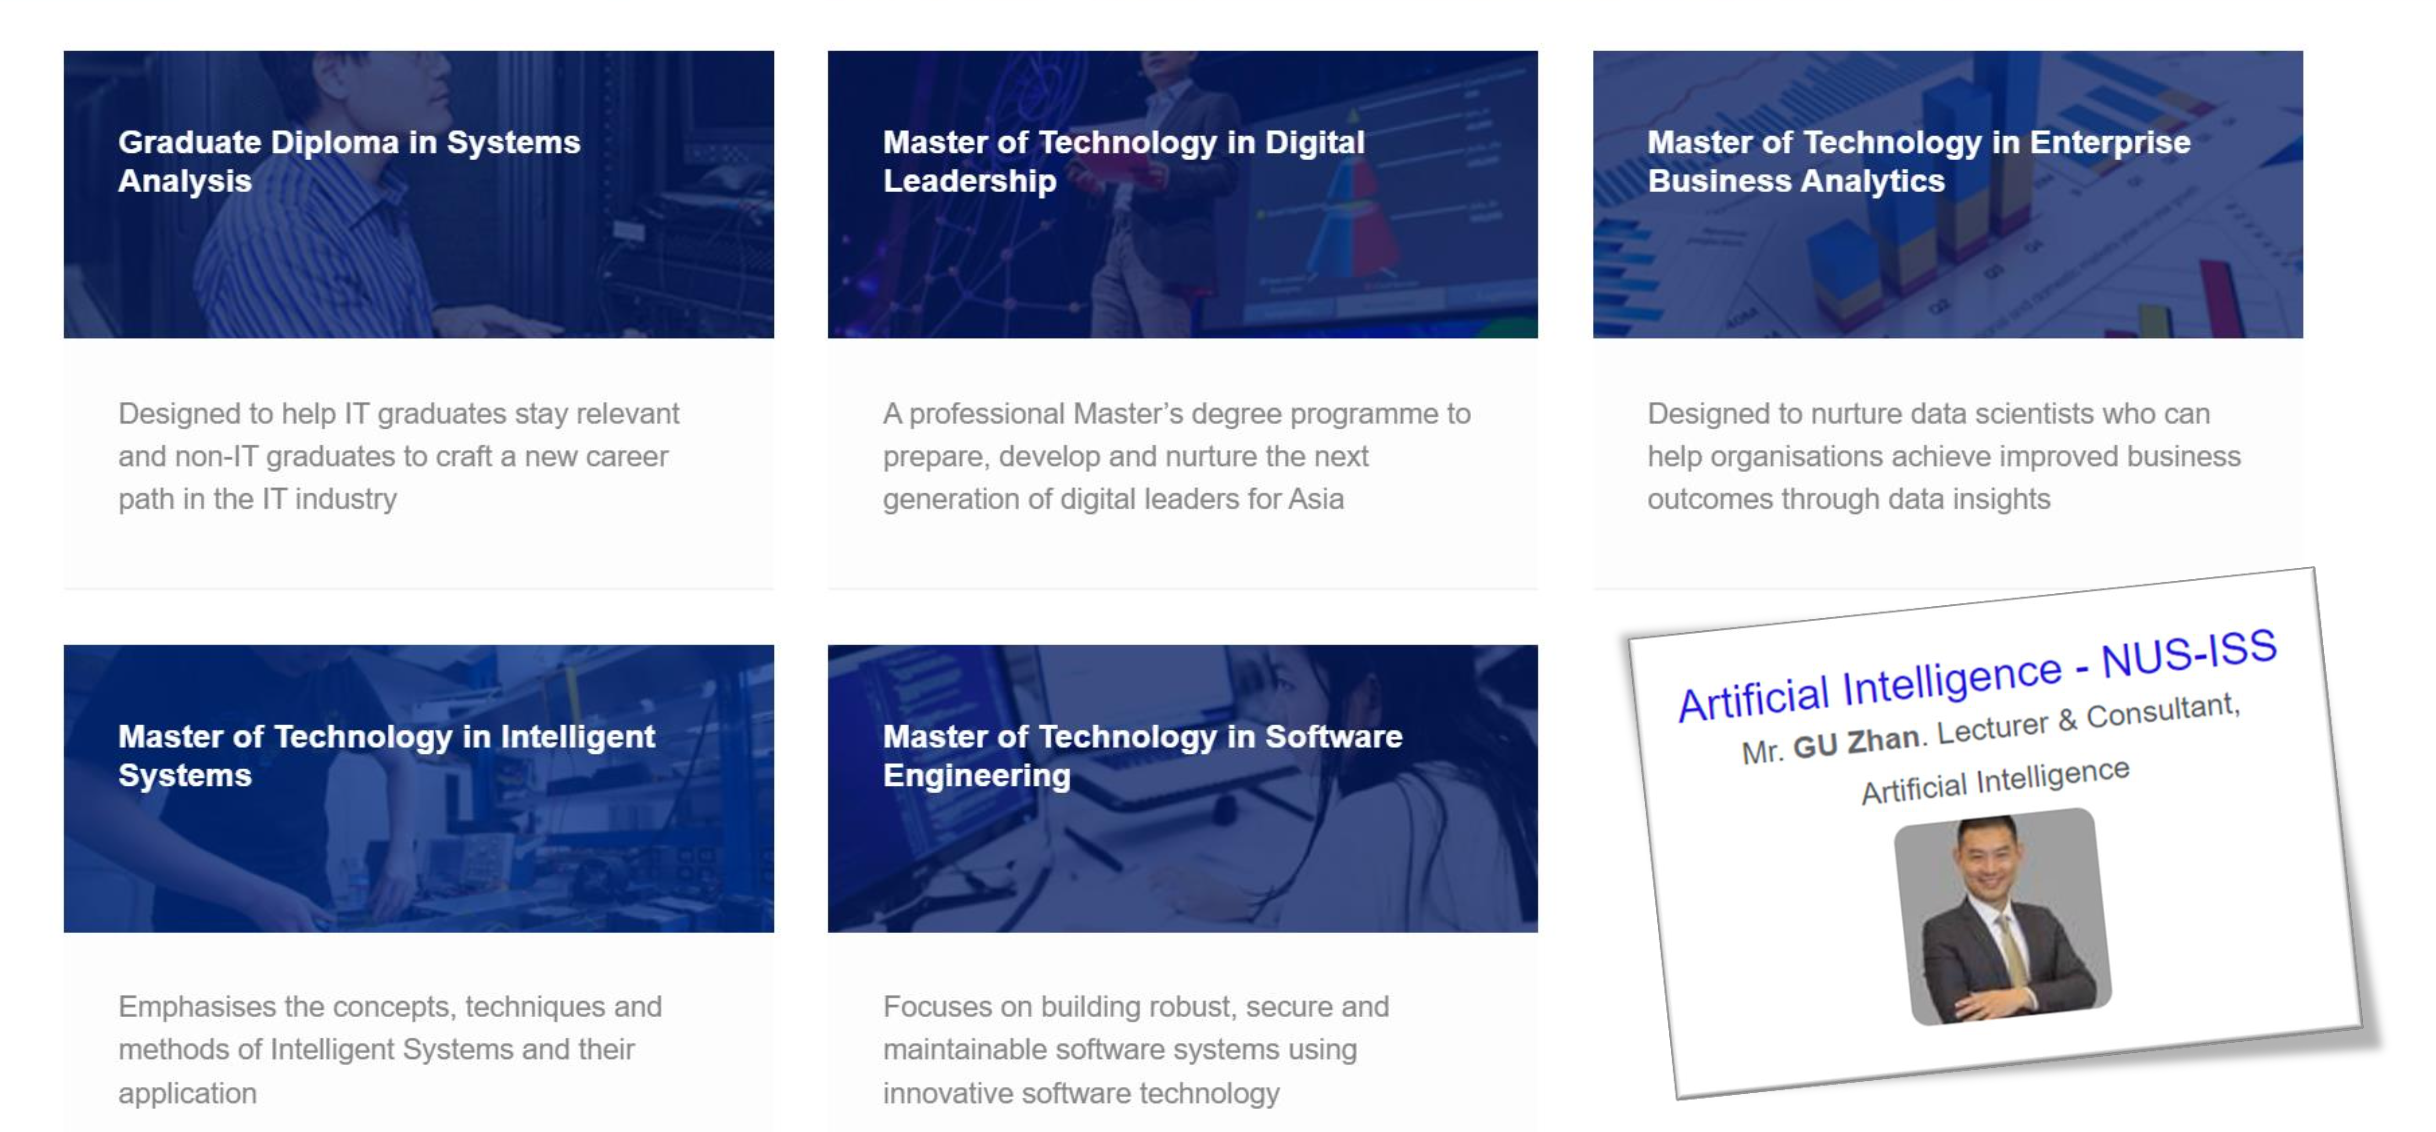 Graduate Diploma in Systems
Analysis
Designed to help IT graduates stay relevant
and non-IT graduates to craft a new career
path in the IT industry
Master of Technology in Digital
Leadership
A professional Master’s degree programme to
prepare, develop and nurture the next
generation of digital leaders for Asia
Master of Technology in Enterprise
Business Analytics
Q2
Q3
Q4
Designed to nurture data scientists who can
help organisations achieve improved business
outcomes through data insights
Master of Technology in Intelligent
Systems
Emphasises the concepts, techniques and
methods of Intelligent Systems and their
application
Master of Technology in Software
Engineering
Focuses on building robust, secure and
maintainable software systems using
innovative software technology
Artificial Intelligence - NUS-ISS
Mr. GU Zhan. Lecturer & Consultant,
Artificial Intelligence